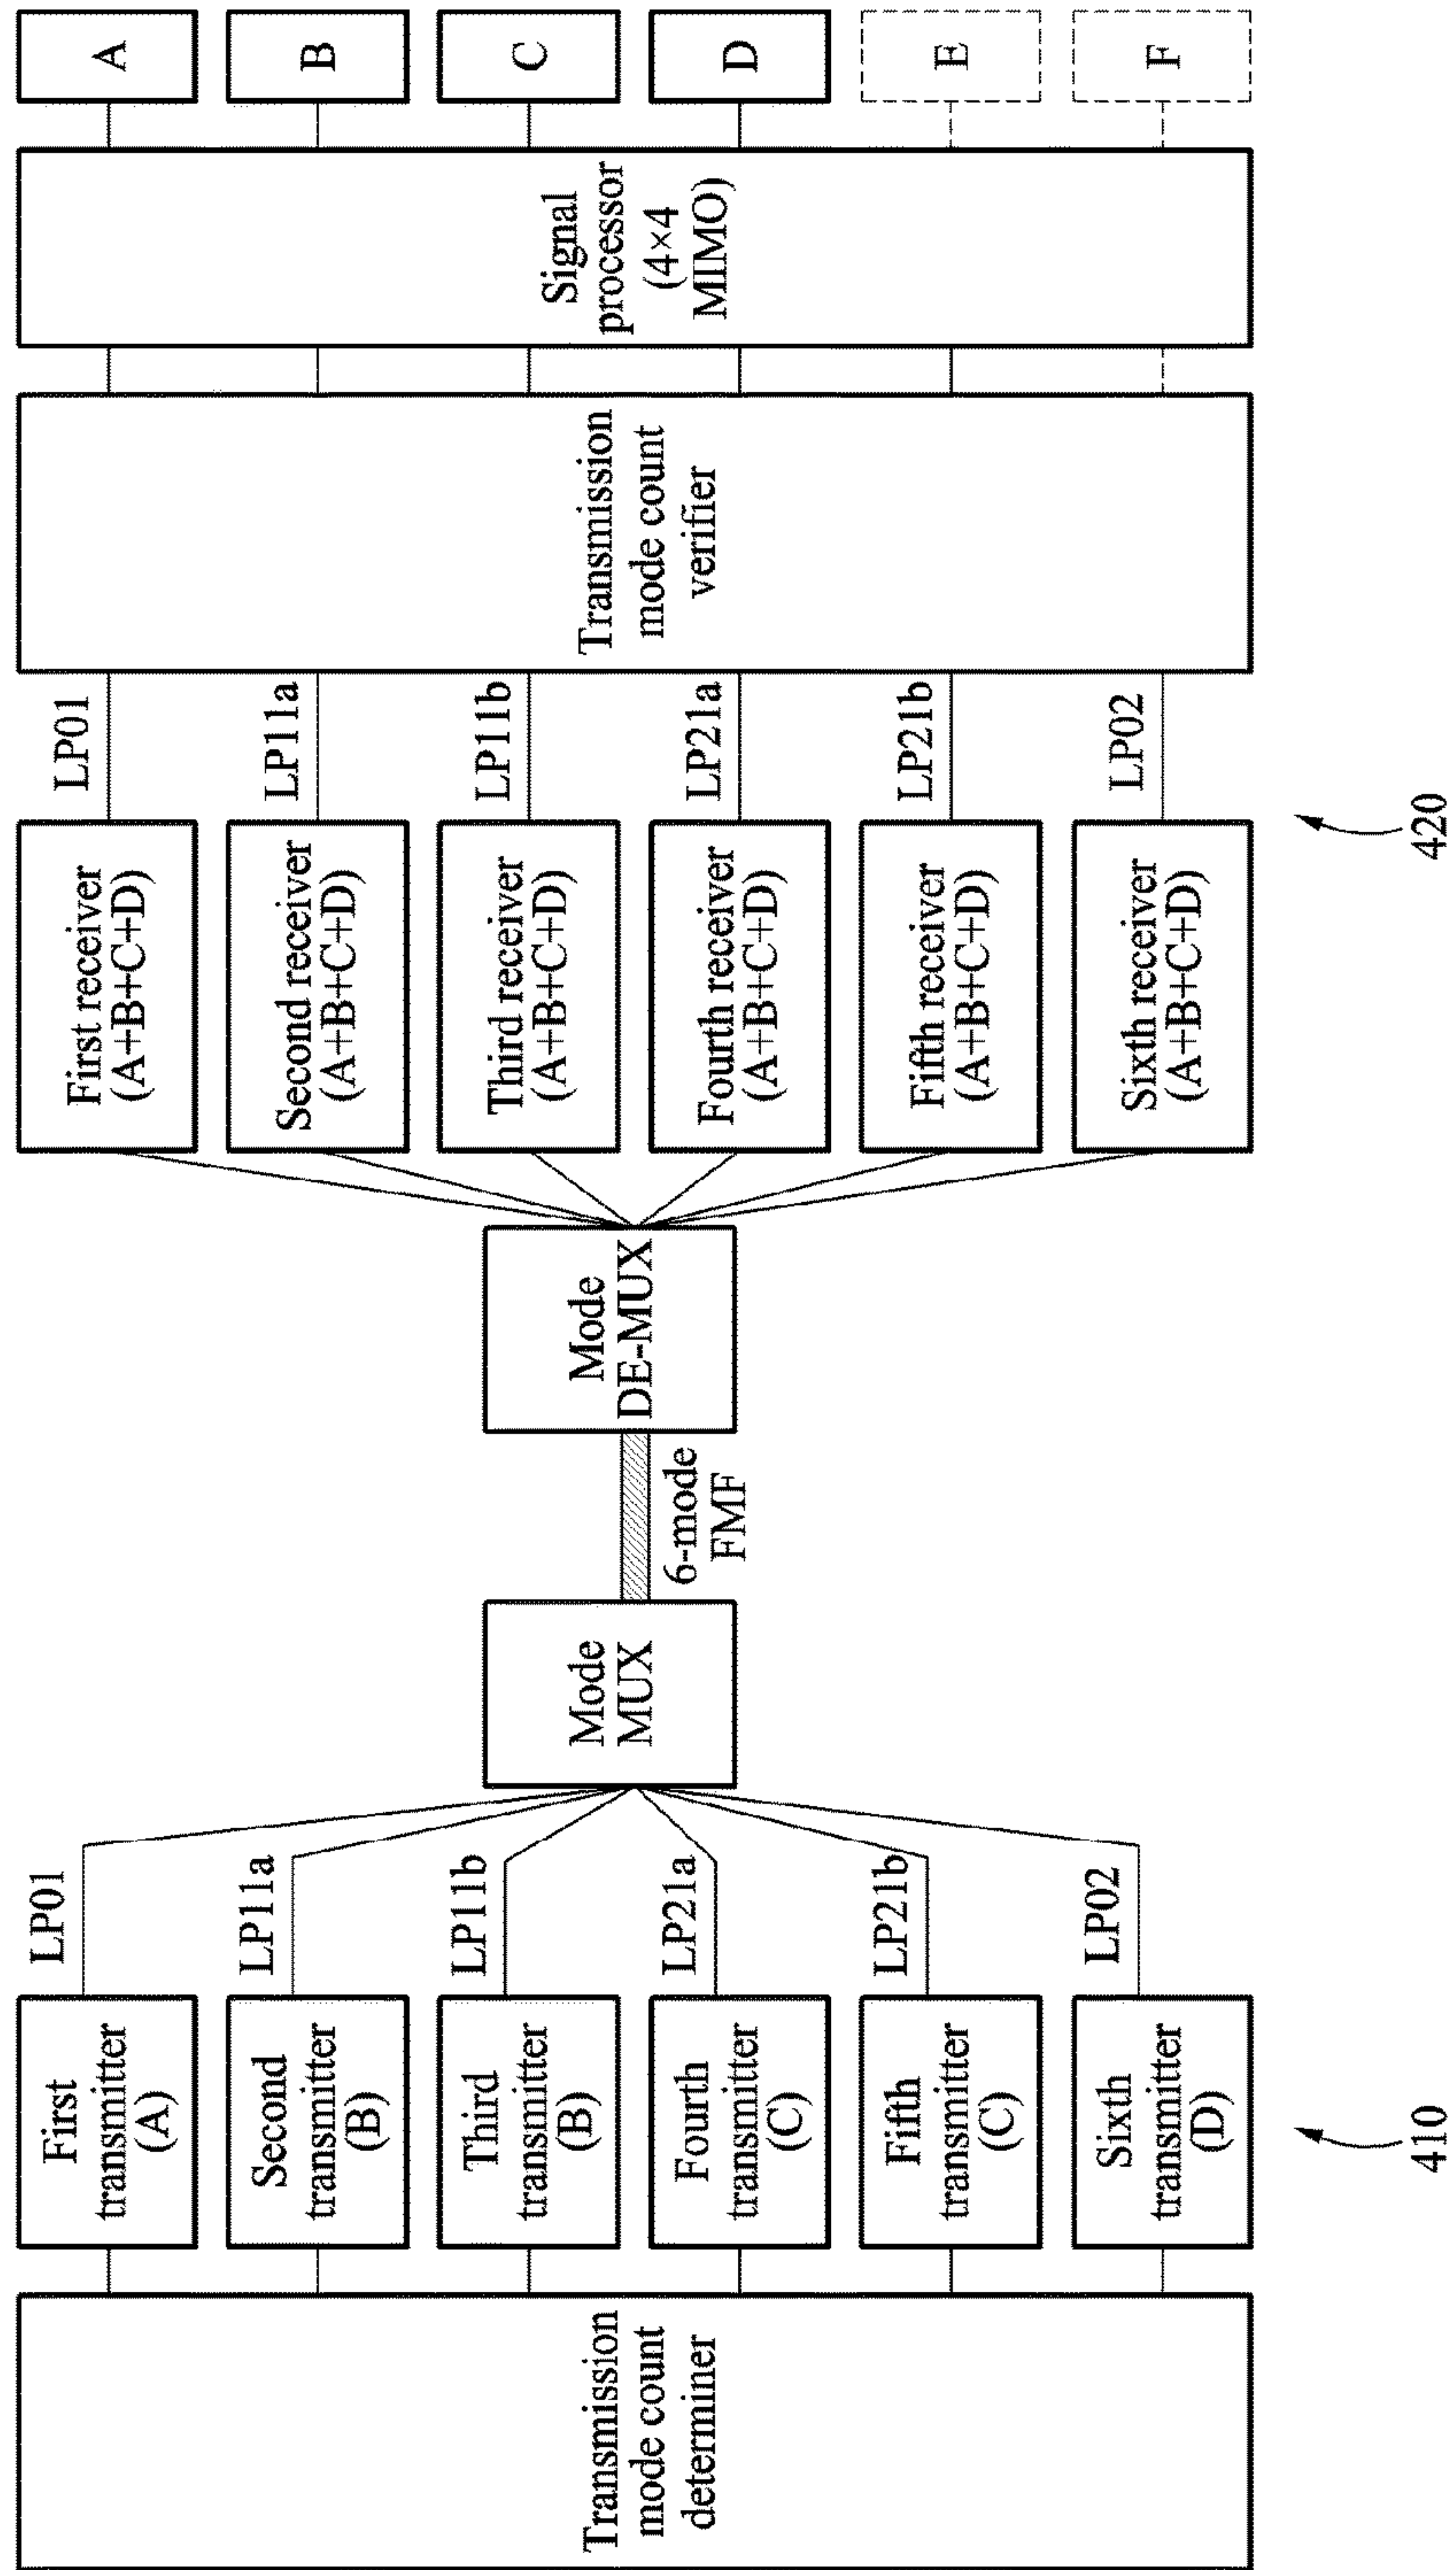 Transmission
mode count
determiner
First
transmitter
(A)
Second
transmitter
(B)
Third
transmitter
(B)
Fourth
transmitter
(C)
Fifth
transmitter
(C)
Sixth
transmitter
(D)
410
LP01
LP11a
LP11b
LP21a
LP21b
LP02
Mode
MUX
6-mode
FMF
Mode
DE-MUX
First receiver
(A+B+C+D)
Second receiver
(A+B+C+D)
Third receiver
(A+B+C+D)
Fourth receiver
(A+B+C+D)
Fifth receiver
(A+B+C+D)
Sixth receiver
(A+B+C+D)
420
LP01
LP11a
LP11b
LP21a
LP21b
LP02
Transmission
mode count
verifier
Signal
processor
(4×4
MIMO)
A
B
C
D
E
F